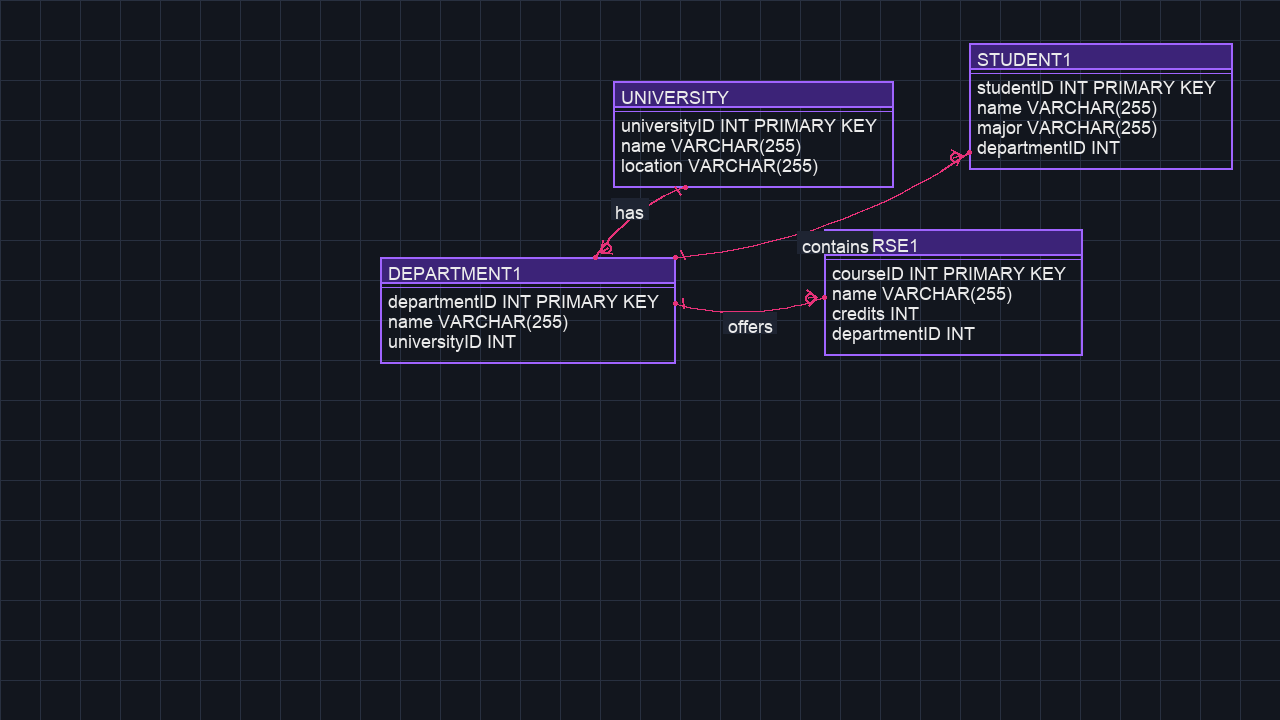 STUDENT1
studentID INT PRIMARY KEY
name VARCHAR(255)
major VARCHAR(255)
departmentID INT
UNIVERSITY
universityID INT PRIMARY KEY
name VARCHAR(255)
location VARCHAR(255)
has
contains
RSE1
courseID INT PRIMARY KEY
name VARCHAR(255)
credits INT
departmentID INT
DEPARTMENT1
departmentID INT PRIMARY KEY
name VARCHAR(255)
universityID INT
offers